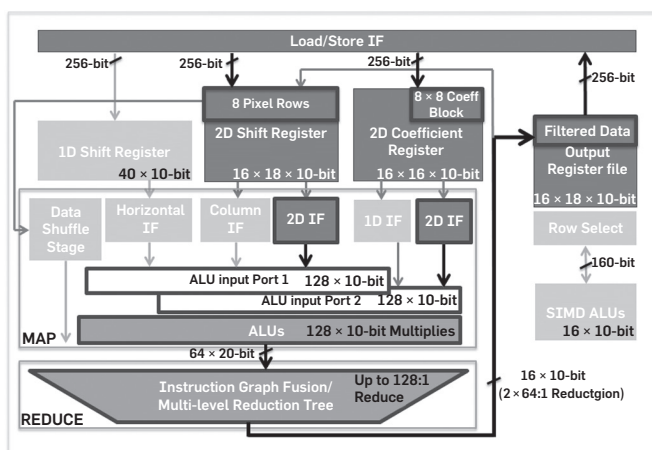 Load/Store IF
256-bit
256-bit
256-bit
256-bit
8 Pixel Rows
8 × 8 Coeff
Block
1D Shift Register
2D Shift Register
2D Coefficient
Register
Filtered Data
Output
Register file
40 × 10-bit
16 × 18 × 10-bit
16 × 16 × 10-bit
16 × 18 × 10-bit
Data
Shuffle
Stage
Horizontal
IF
Column
IF
2D IF
1D IF
2D IF
Row Select
160-bit
ALU input Port 1
128 × 10-bit
ALU input Port 2
128 × 10-bit
SIMD ALUs
16 × 10-bit
MAP
ALUs
128 × 10-bit Multiplies
64 × 20-bit
Instruction Graph Fusion/
Multi-level Reduction Tree
Up to 128:1
Reduce
REDUCE
16 × 10-bit
(2 × 64:1 Reductgion)